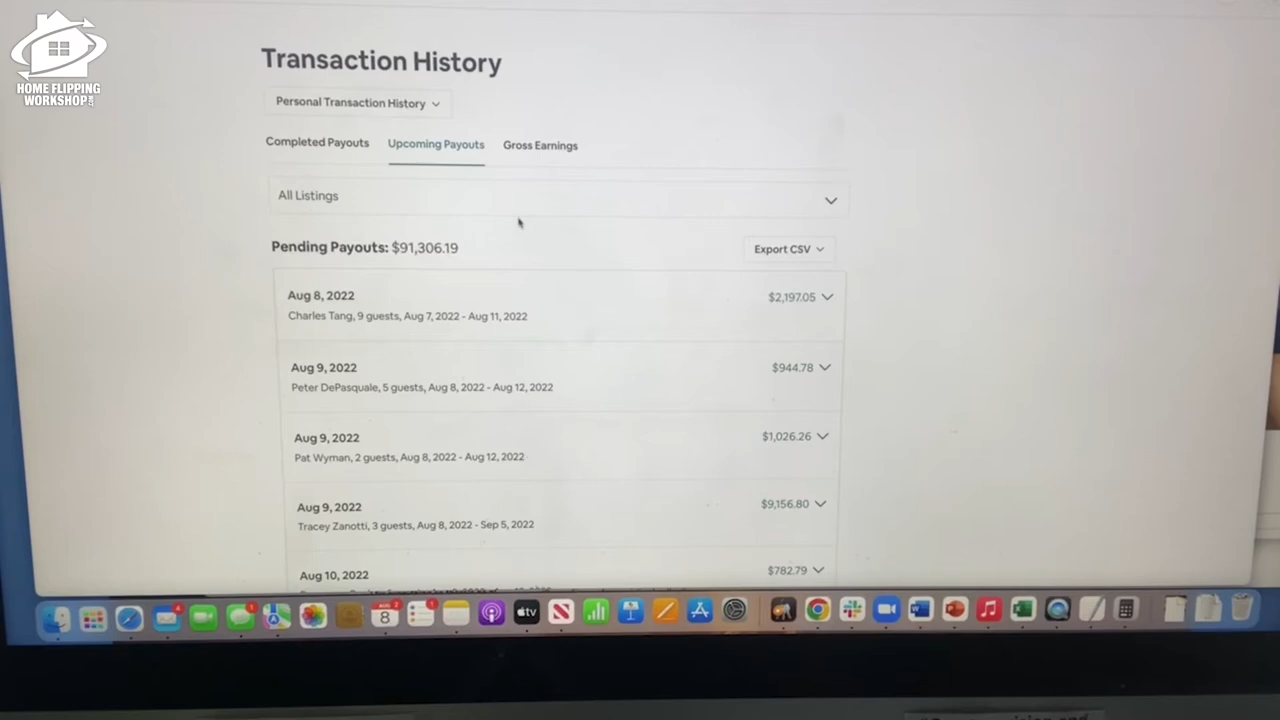 HOME FLIPPING
WORKSHOP.COM
Transaction History
Personal Transaction History
Completed Payouts
Upcoming Payouts
Gross Earnings
All Listings
Pending Payouts: $91,306.19
Export CSV
Aug 8, 2022
$2,197.05
Charles Tang, 9 guests, Aug 7, 2022 - Aug 11, 2022
Aug 9, 2022
$944.78
Peter DePasquale, 5 guests, Aug 8, 2022 - Aug 12, 2022
Aug 9, 2022
$1,026.26
Pat Wyman, 2 guests, Aug 8, 2022 - Aug 12, 2022
Aug 9, 2022
$9,156.80
Tracey Zanotti, 3 guests, Aug 8, 2022 - Sep 5, 2022
Aug 10, 2022
$782.79
8
tv